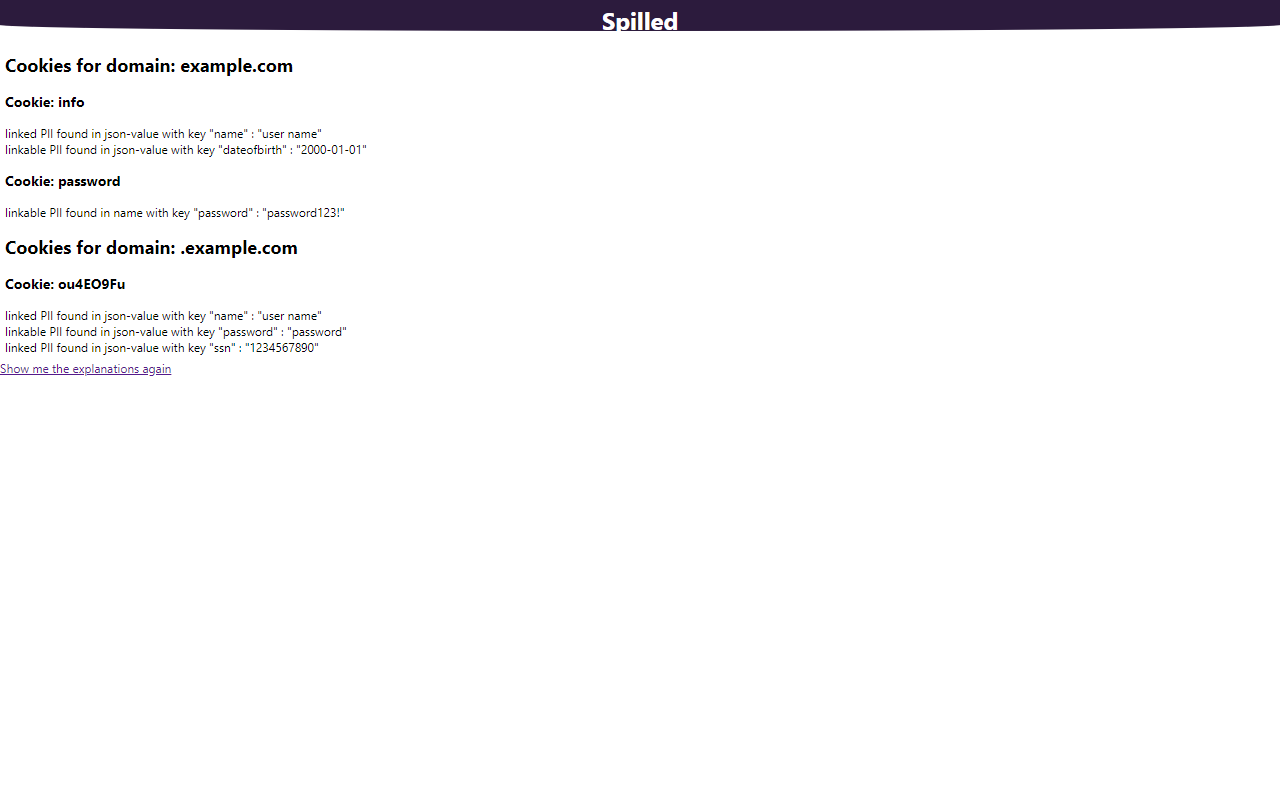 Spilled
Cookies for domain: example.com
Cookie: info
linked PII found in json-value with key "name" : "user name"
linkable PII found in json-value with key "dateofbirth" : "2000-01-01"
Cookie: password
linkable PII found in name with key "password" : "password123!"
Cookies for domain: .example.com
Cookie: ou4EO9Fu
linked PII found in json-value with key "name" : "user name"
linkable PII found in json-value with key "password" : "password"
linked PII found in json-value with key "ssn" : "1234567890"
Show me the explanations again